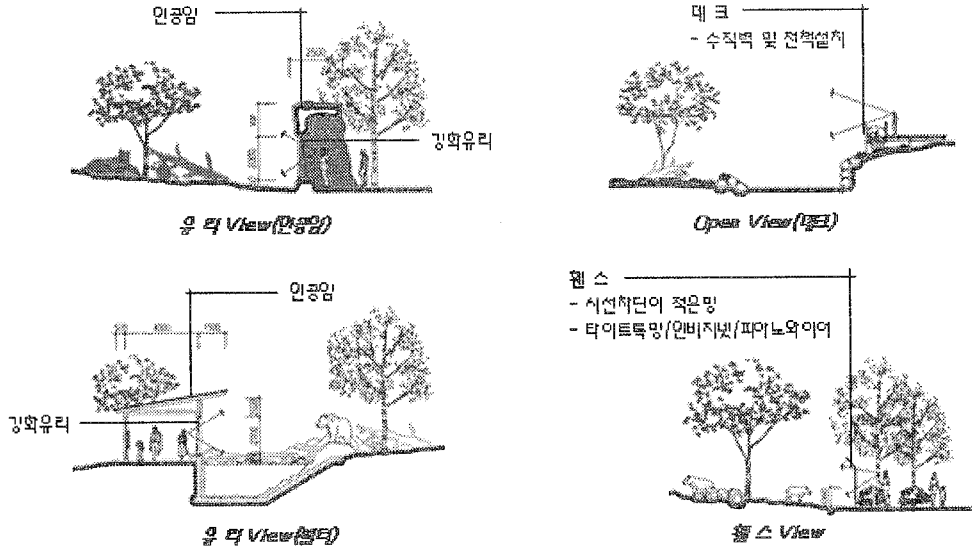 인공암
강화유리
유리 View(인공암)
데 크
- 수직벽 및 전책설치
Open View(데크)
인공암
강화유리
유리 View(쉘터)
휀 스
- 시선차단이 적은망
- 타이트록망/인비지넷/피아노와이어
휀스 View